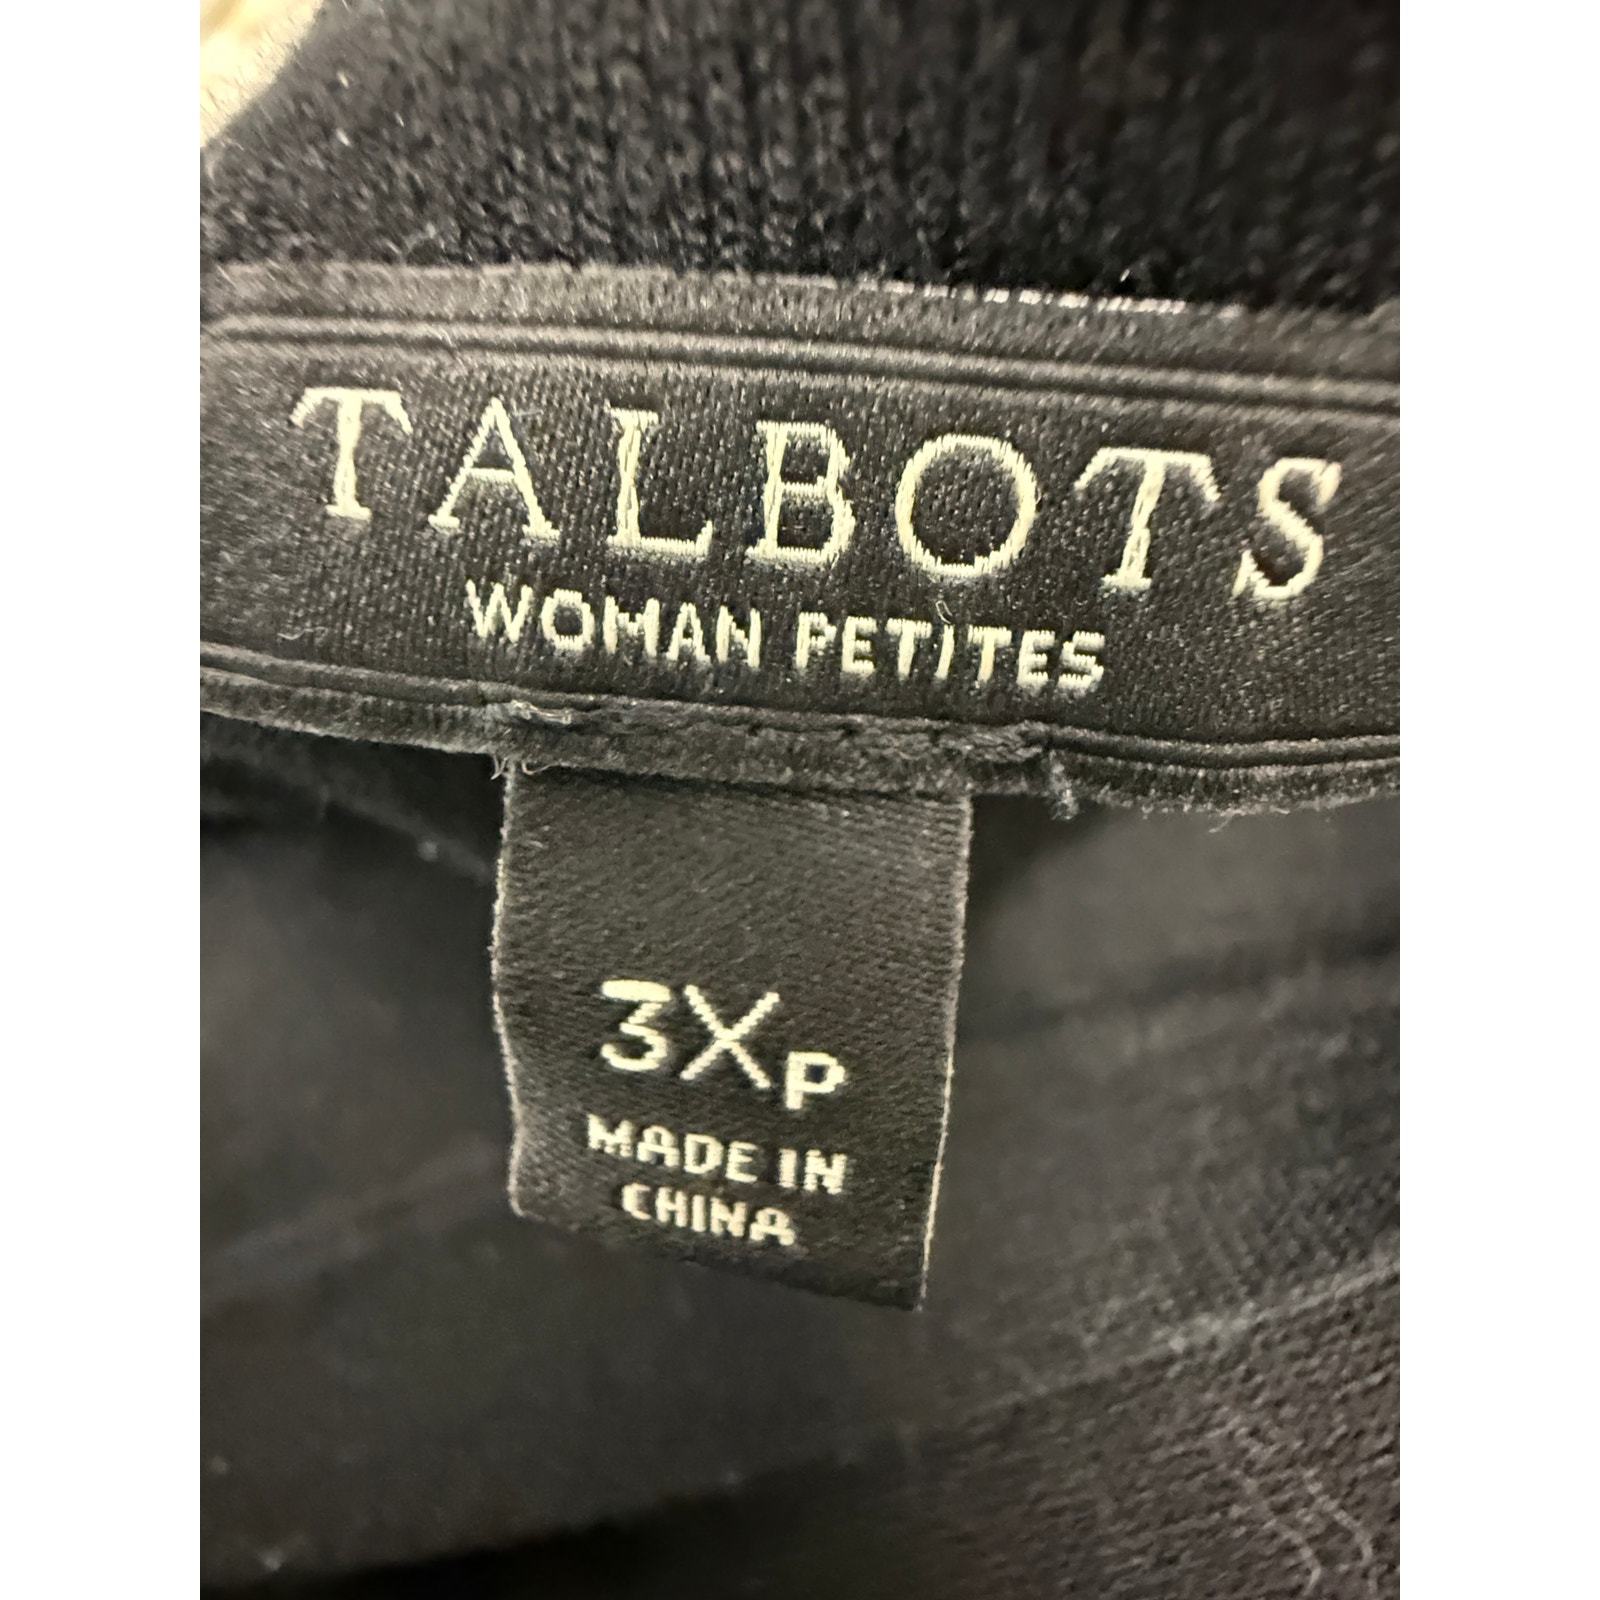 TALBOTS
WOMAN PETITES
3XP
MADE IN
CHINA